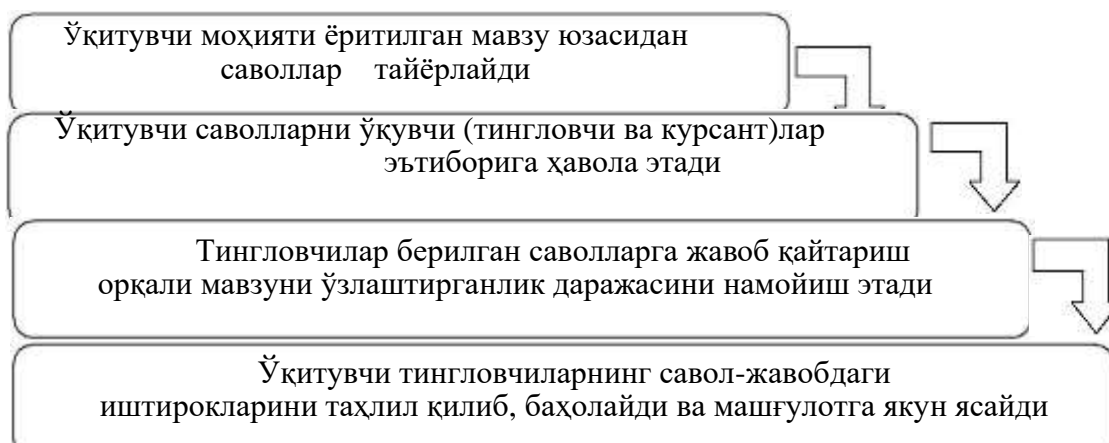 Ўқитувчи моҳияти ёритилган мавзу юзасидан
саволлар тайёрлайди
Ўқитувчи саволларни ўқувчи (тингловчи ва курсант)лар
эътиборига ҳавола этади
Тингловчилар берилган саволларга жавоб қайтариш
орқали мавзуни ўзлаштирганлик даражасини намойиш этади
Ўқитувчи тингловчиларнинг савол-жавобдаги
иштирокларини таҳлил қилиб, баҳолайди ва машғулотга якун ясайди